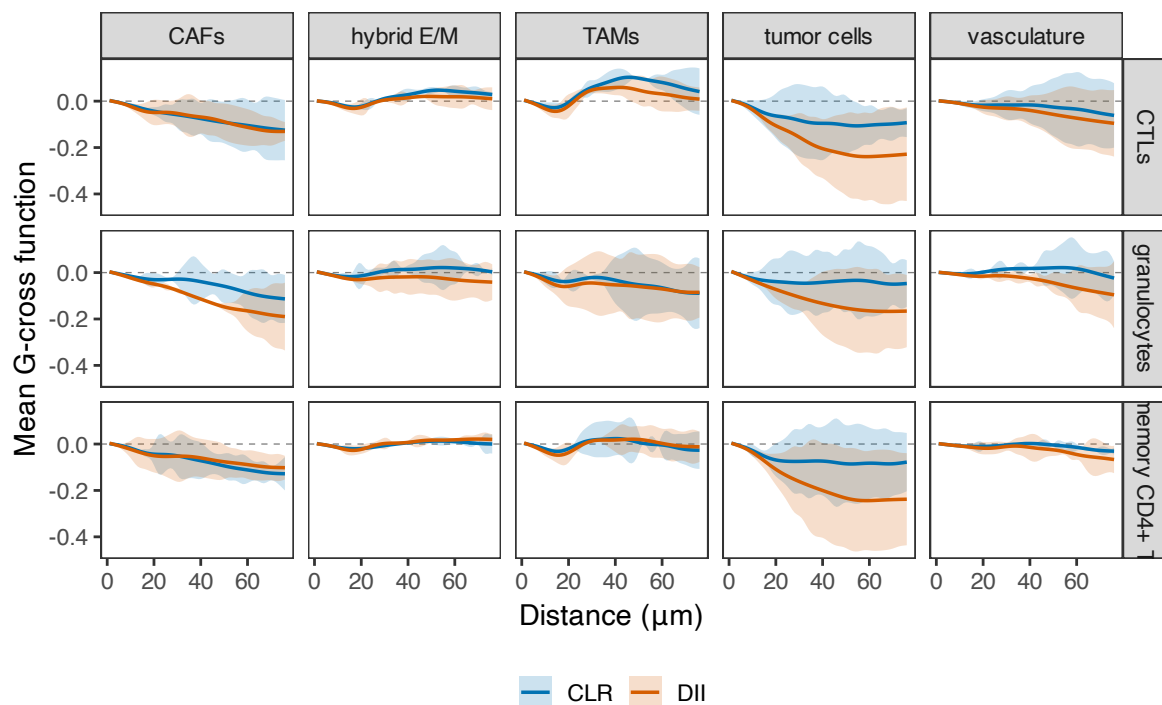 CAFs hybrid E/M TAMs tumor cells vasculature
Mean G-cross function
0.0
-0.2
-0.4
CTLs
0.0
-0.2
-0.4
granulocytes
0.0
-0.2
-0.4
memory CD4+
0 20 40 60 0 20 40 60 0 20 40 60 0 20 40 60 0 20 40 60
Distance (µm)
CLR DII